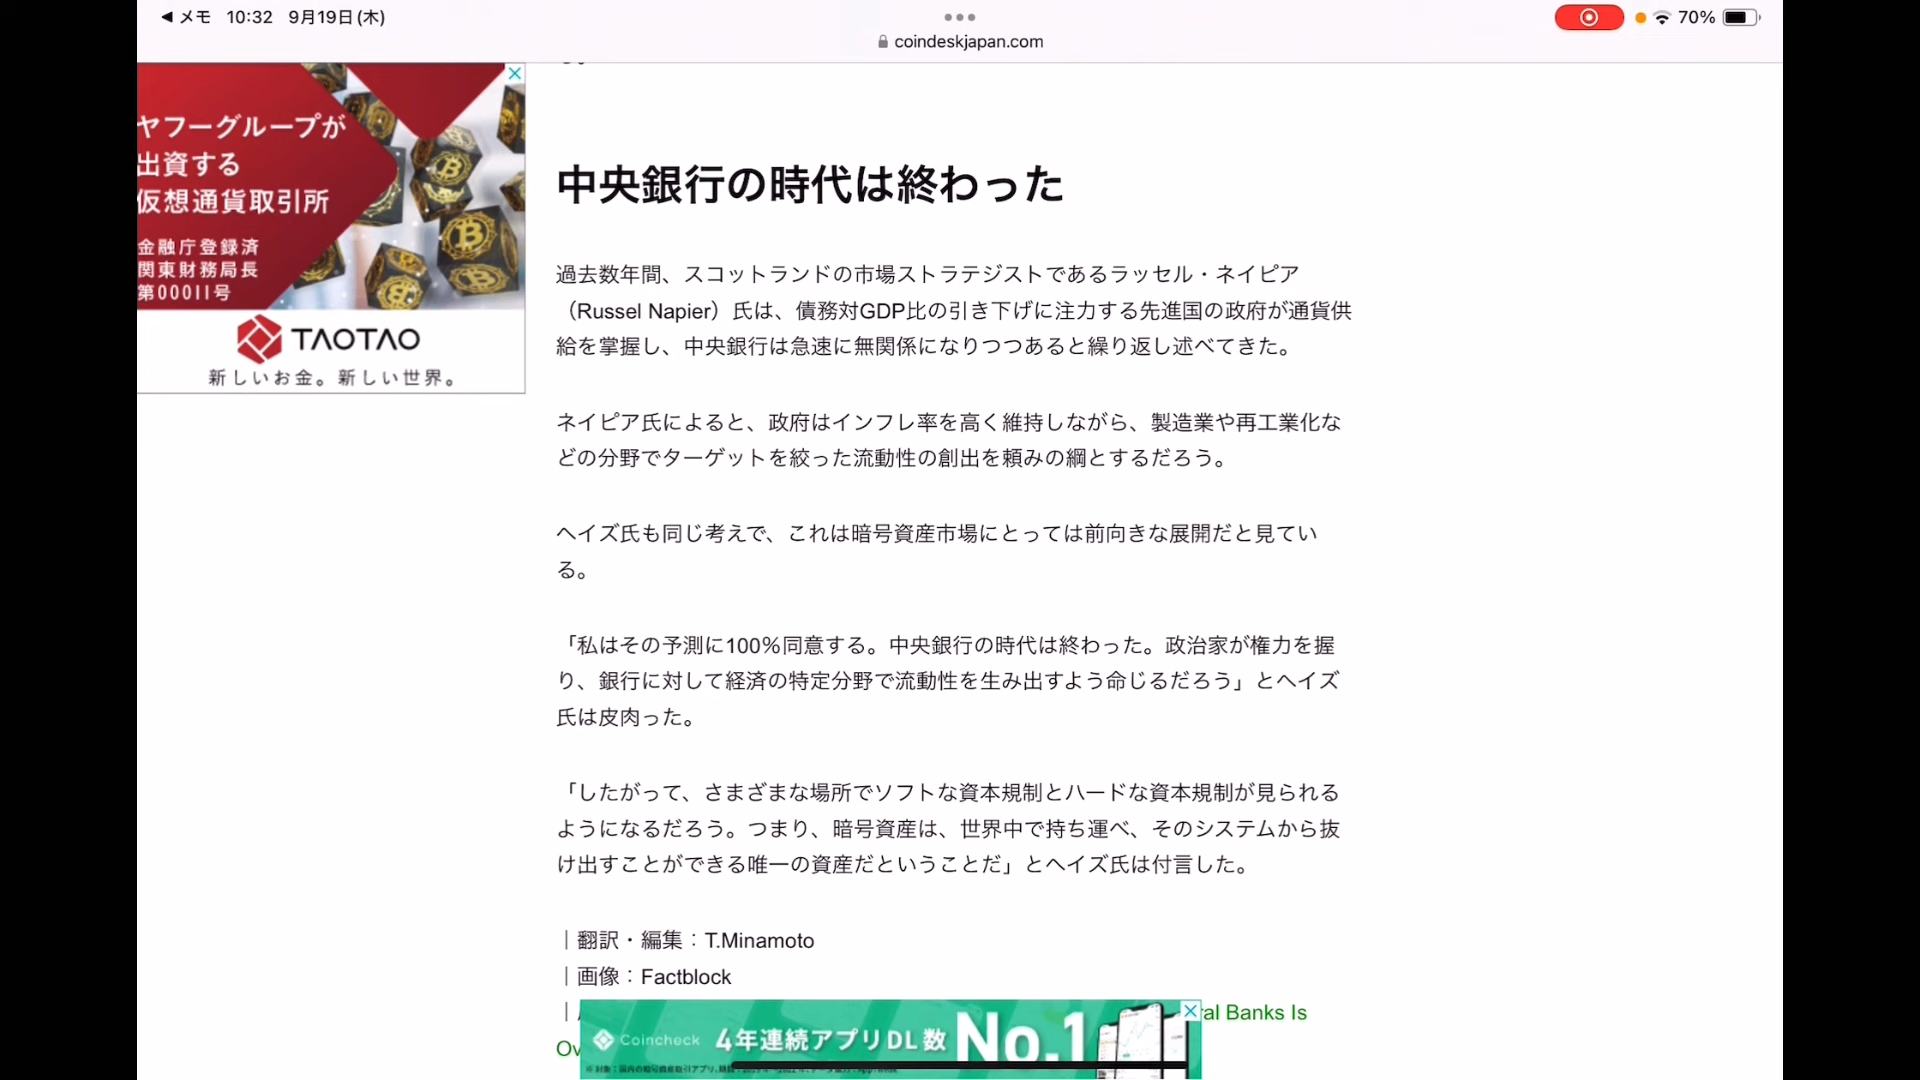 ◀ メモ 10:32 9月19日(木)
70%
coindeskjapan.com
ヤフーグループが
出資する
仮想通貨取引所
金融庁登録済
関東財務局長
第00011号
TAOTAO
新しいお金。新しい世界。
中央銀行の時代は終わった
過去数年間、スコットランドの市場ストラテジストであるラッセル・ネイピア
（Russel Napier）氏は、債務対GDP比の引き下げに注力する先進国の政府が通貨供
給を掌握し、中央銀行は急速に無関係になりつつあると繰り返し述べてきた。
ネイピア氏によると、政府はインフレ率を高く維持しながら、製造業や再工業化な
どの分野でターゲットを絞った流動性の創出を頼みの綱とするだろう。
ヘイズ氏も同じ考えで、これは暗号資産市場にとっては前向きな展開だと見てい
る。
「私はその予測に100%同意する。中央銀行の時代は終わった。政治家が権力を握
り、銀行に対して経済の特定分野で流動性を生み出すよう命じるだろう」とヘイズ
氏は皮肉った。
「したがって、さまざまな場所でソフトな資本規制とハードな資本規制が見られる
ようになるだろう。つまり、暗号資産は、世界中で持ち運べ、そのシステムから抜
け出すことができる唯一の資産だということだ」とヘイズ氏は付言した。
｜翻訳・編集：T.Minamoto
｜画像：Factblock
｜ al Banks Is
Ov
Coincheck 4年連続アプリDL数 No.1